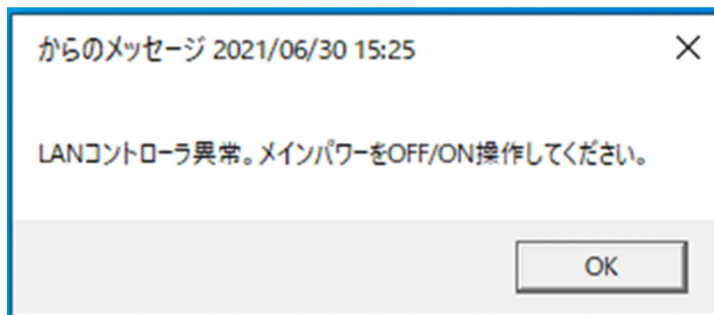 からのメッセージ 2021/06/30 15:25
LANコントローラ異常。メインパワーをOFF/ON操作してください。
OK